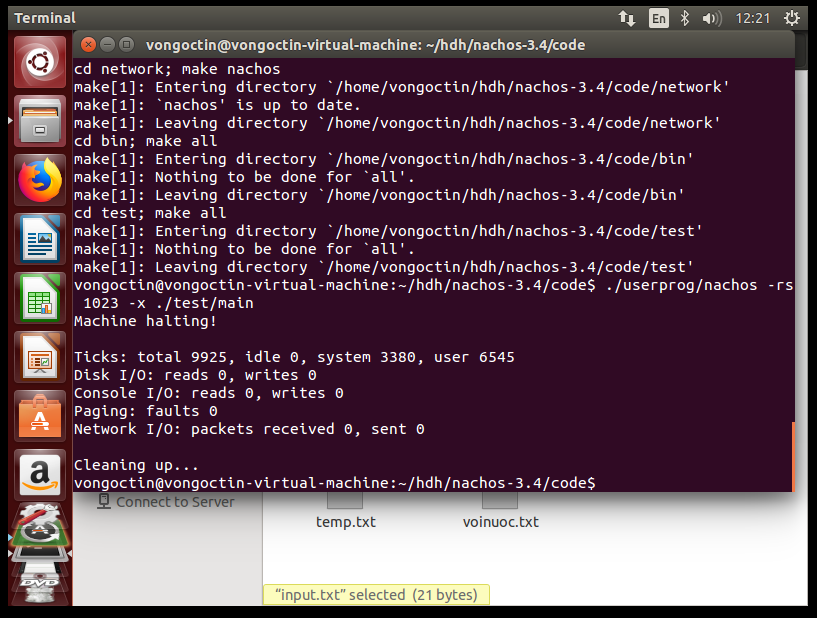 Terminal
En
12:21
vongoctin@vongoctin-virtual-machine: ~/hdh/nachos-3.4/code
cd network; make nachos
make[1]: Entering directory `/home/vongoctin/hdh/nachos-3.4/code/network'
make[1]: `nachos' is up to date.
make[1]: Leaving directory `/home/vongoctin/hdh/nachos-3.4/code/network'
cd bin; make all
make[1]: Entering directory `/home/vongoctin/hdh/nachos-3.4/code/bin'
make[1]: Nothing to be done for `all'.
make[1]: Leaving directory `/home/vongoctin/hdh/nachos-3.4/code/bin'
cd test; make all
make[1]: Entering directory `/home/vongoctin/hdh/nachos-3.4/code/test'
make[1]: Nothing to be done for `all'.
make[1]: Leaving directory `/home/vongoctin/hdh/nachos-3.4/code/test'
vongoctin@vongoctin-virtual-machine:~/hdh/nachos-3.4/code$ ./userprog/nachos -rs
1023 -x ./test/main
Machine halting!
Ticks: total 9925, idle 0, system 3380, user 6545
Disk I/O: reads 0, writes 0
Console I/O: reads 0, writes 0
Paging: faults 0
Network I/O: packets received 0, sent 0
Cleaning up...
vongoctin@vongoctin-virtual-machine:~/hdh/nachos-3.4/code$
Connect to Server
temp.txt
voinuoc.txt
"input.txt" selected (21 bytes)
A
a
DVD